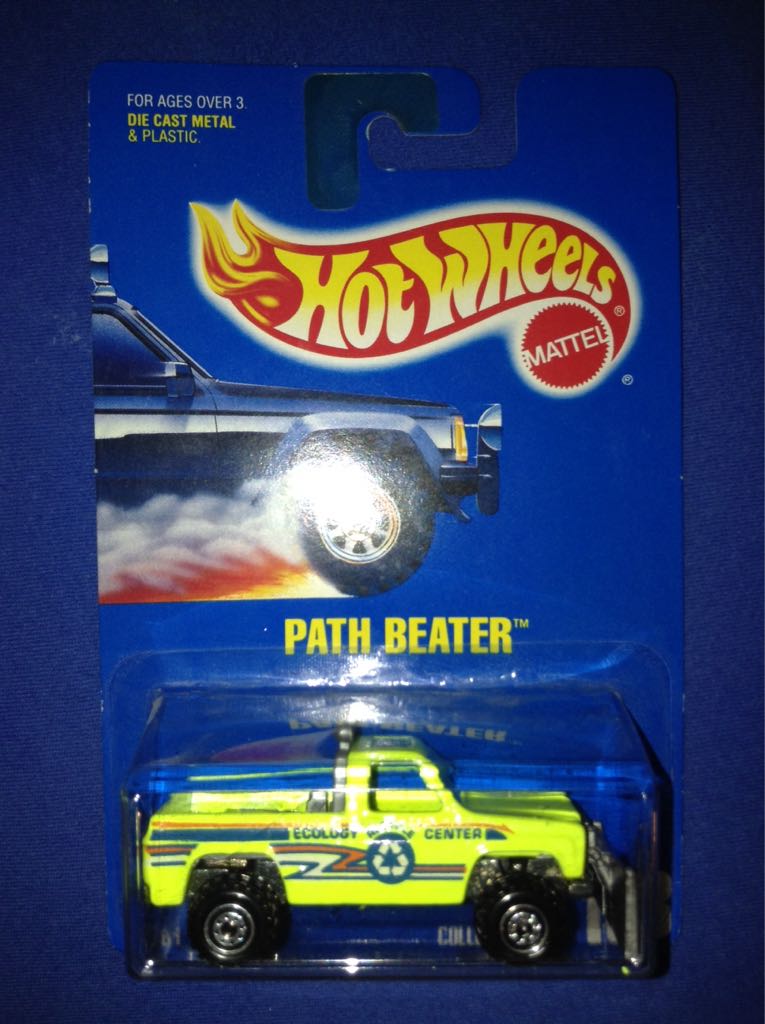 FOR AGES OVER 3.
DIE CAST METAL
& PLASTIC.
HOT WHEELS®
MATTEL
®
PATH BEATER™
ECOLOGY CENTER